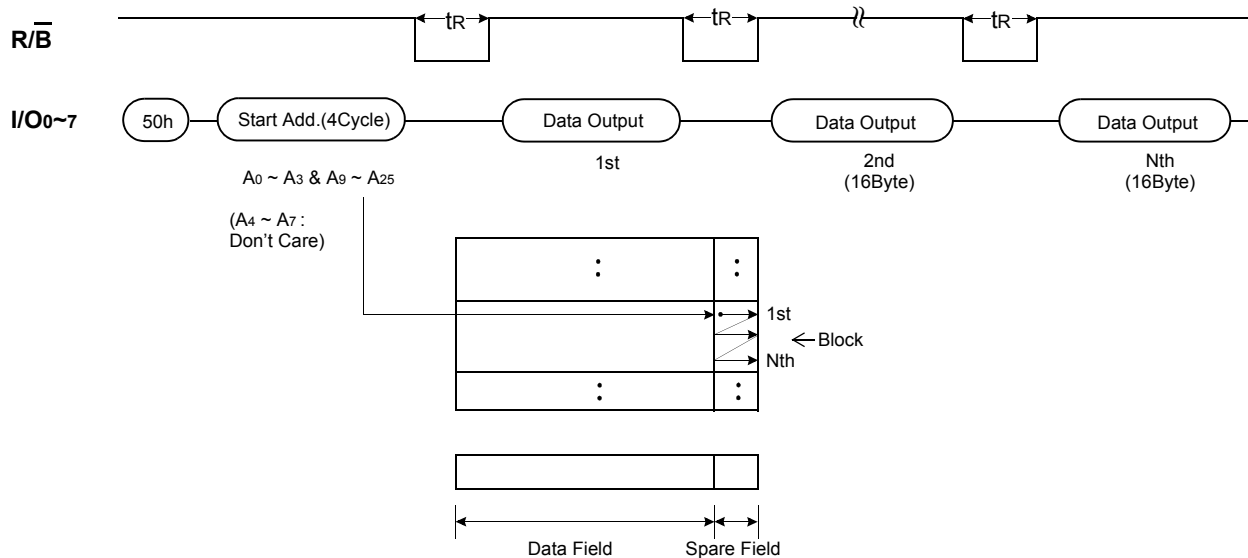 tR tR tR
R/B
I/O0~7 50h Start Add.(4Cycle) Data Output Data Output Data Output
1st 2nd Nth
(16Byte) (16Byte)
A0 ~ A3 & A9 ~ A25
(A4 ~ A7 :
Don't Care)
1st
Block
Nth
Data Field Spare Field